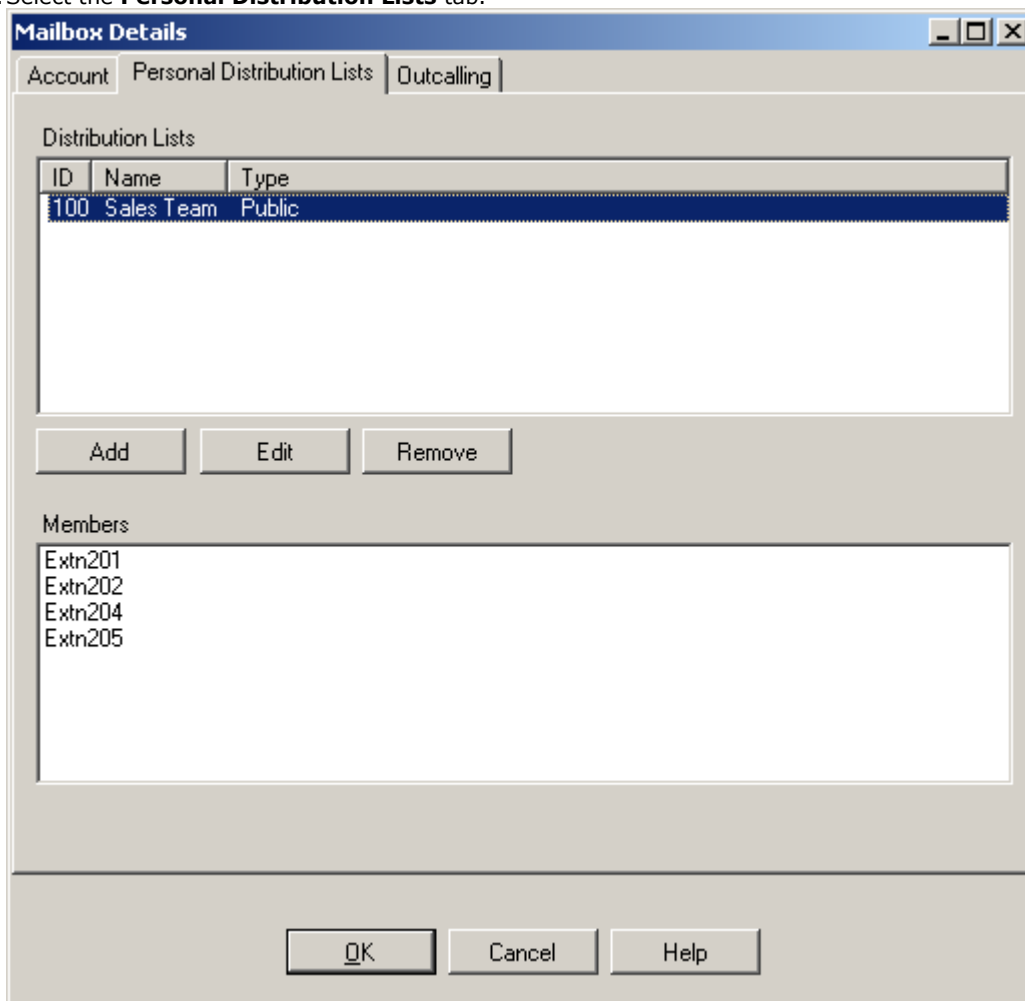 Select the Personal Distribution Lists tab.
Mailbox Details
Account Personal Distribution Lists Outcalling
Distribution Lists
ID Name Type
100 Sales Team Public
Add Edit Remove
Members
Extn201
Extn202
Extn204
Extn205
OK Cancel Help